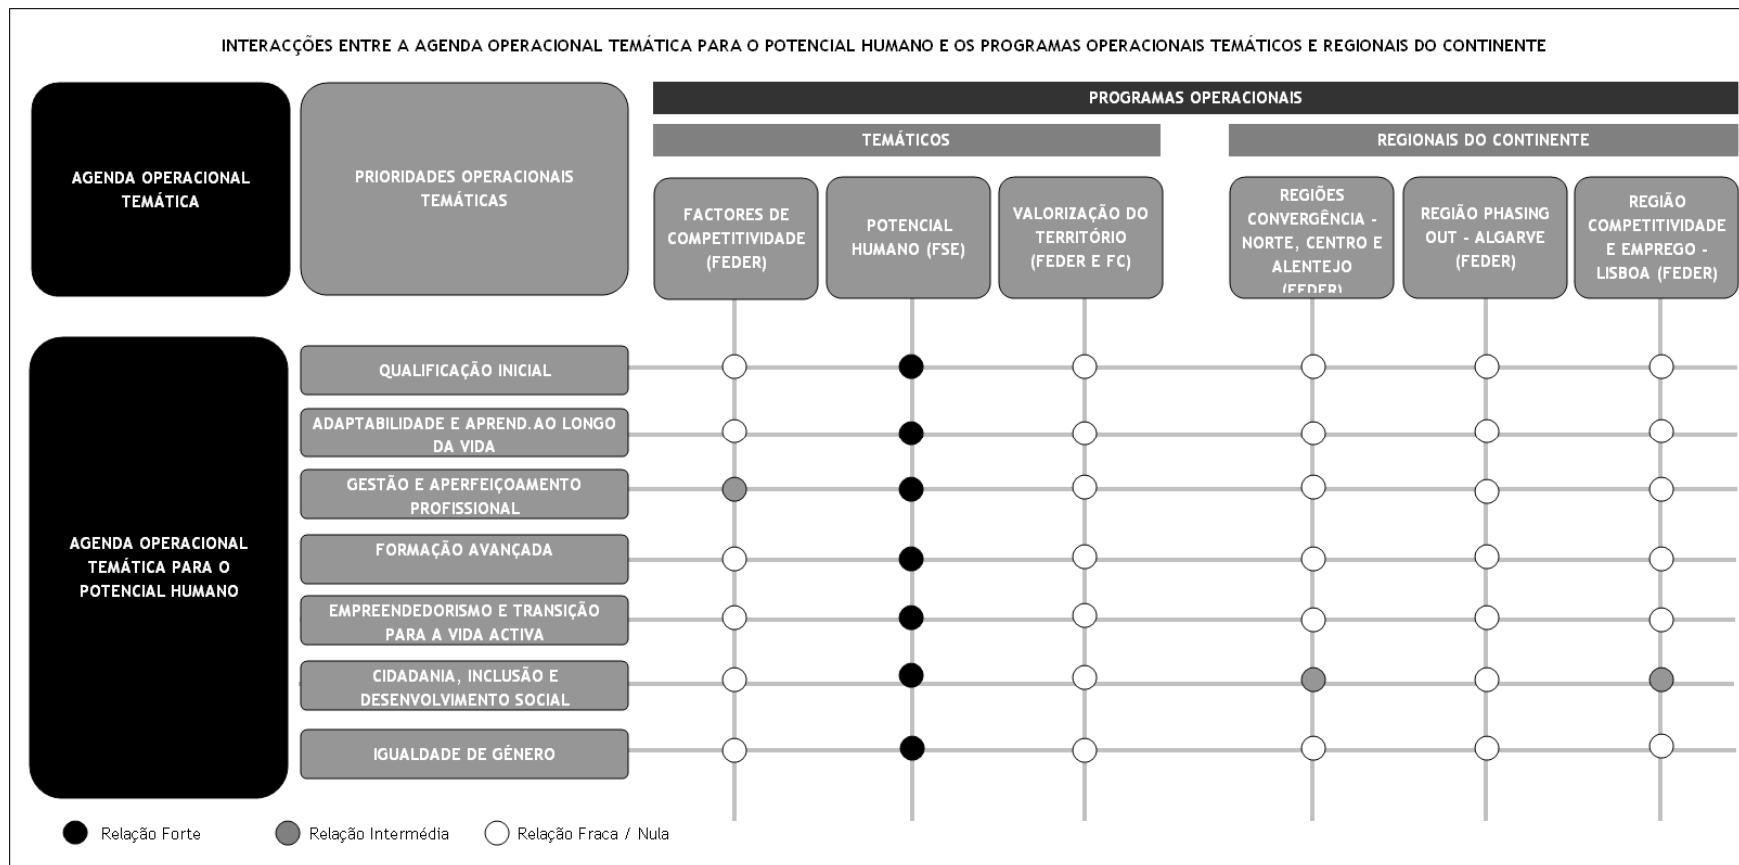 INTERACÇÕES ENTRE A AGENDA OPERACIONAL TEMÁTICA PARA O POTENCIAL HUMANO E OS PROGRAMAS OPERACIONAIS TEMÁTICOS E REGIONAIS DO CONTINENTE
AGENDA OPERACIONAL
TEMÁTICA
PRIORIDADES OPERACIONAIS
TEMÁTICAS
PROGRAMAS OPERACIONAIS
TEMÁTICOS
REGIONAIS DO CONTINENTE
FACTORES DE
COMPETITIVIDADE
(FEDER)
POTENCIAL
HUMANO (FSE)
VALORIZAÇÃO DO
TERRITÓRIO
(FEDER E FC)
REGIÕES
CONVERGÊNCIA -
NORTE, CENTRO E
ALENTEJO
(FEDER)
REGIÃO PHASING
OUT - ALGARVE
(FEDER)
REGIÃO
COMPETITIVIDADE
E EMPREGO -
LISBOA (FEDER)
AGENDA OPERACIONAL
TEMÁTICA PARA O
POTENCIAL HUMANO
QUALIFICAÇÃO INICIAL
ADAPTABILIDADE E APREND.AO LONGO
DA VIDA
GESTÃO E APERFEIÇOAMENTO
PROFISSIONAL
FORMAÇÃO AVANÇADA
EMPREENDEDORISMO E TRANSIÇÃO
PARA A VIDA ACTIVA
CIDADANIA, INCLUSÃO E
DESENVOLVIMENTO SOCIAL
IGUALDADE DE GÉNERO
Relação Forte
Relação Intermédia
Relação Fraca / Nula